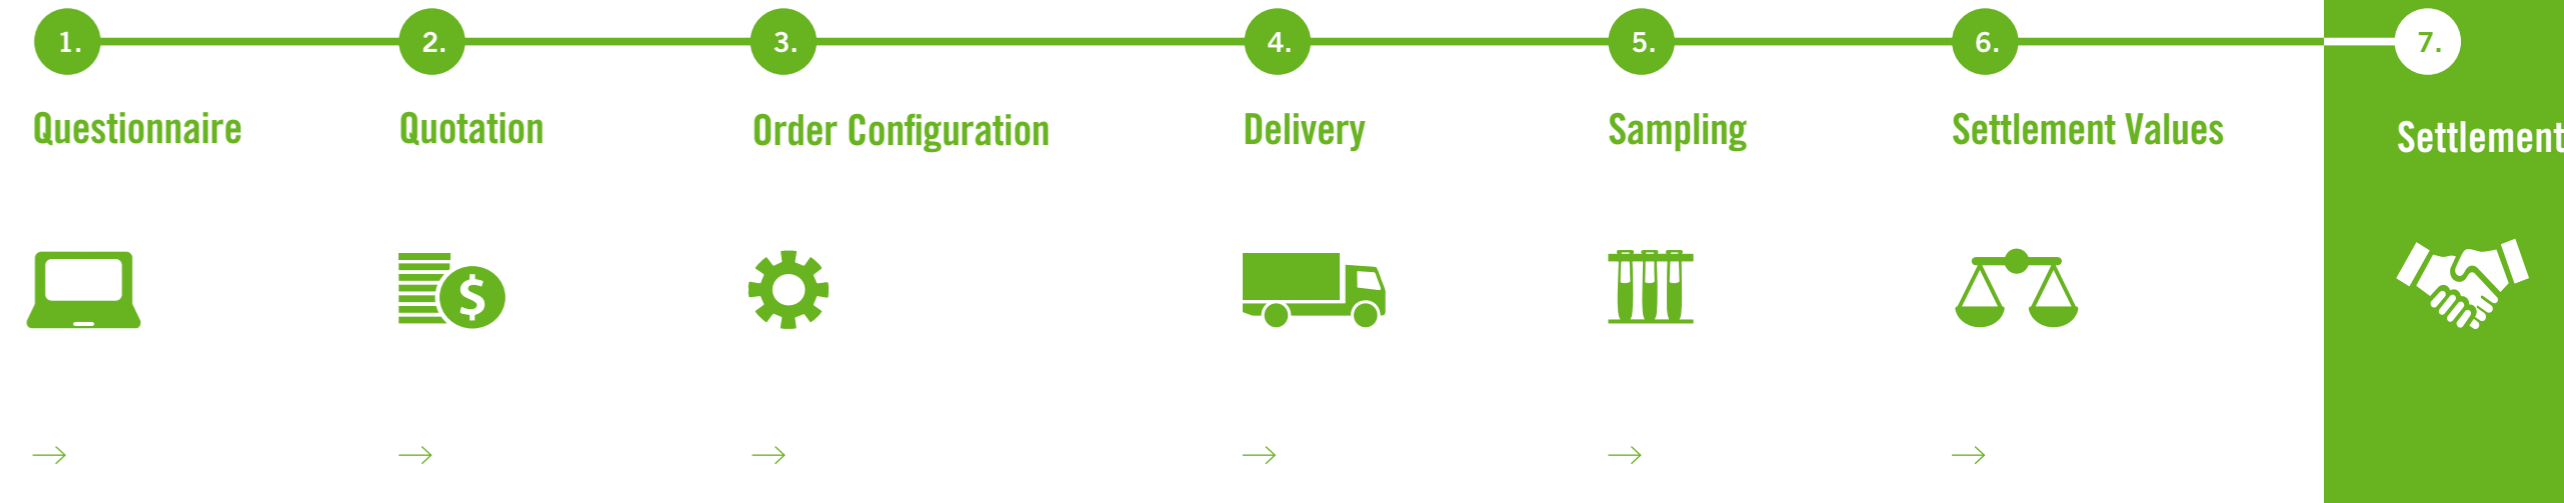 1.
2.
3.
4.
5.
6.
7.
Questionnaire
Quotation
Order Configuration
Delivery
Sampling
Settlement Values
Settlement
$